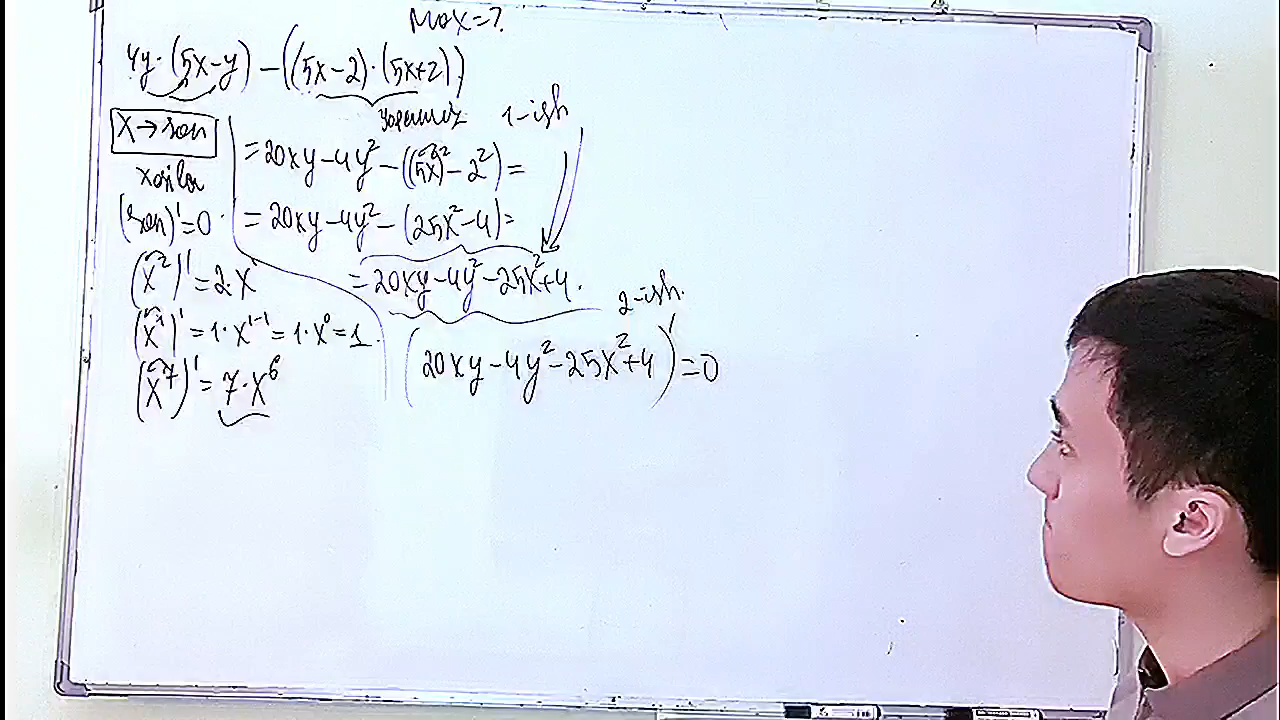 max=?
4y·(5x-y)-((5x-2)·(5x+2))
1-ish
x→son
=20xy-4y²-((5x)²-2²)=
xosila
(son)'=0
=20xy-4y²-(25x²-4)=
(x²)'=2·x¹
=20xy-4y²-25x²+4.
2-ish.
(x¹)'=1·x¹⁻¹=1·x⁰=1.
(20xy-4y²-25x²+4)'=0
(x⁷)'=7·x⁶